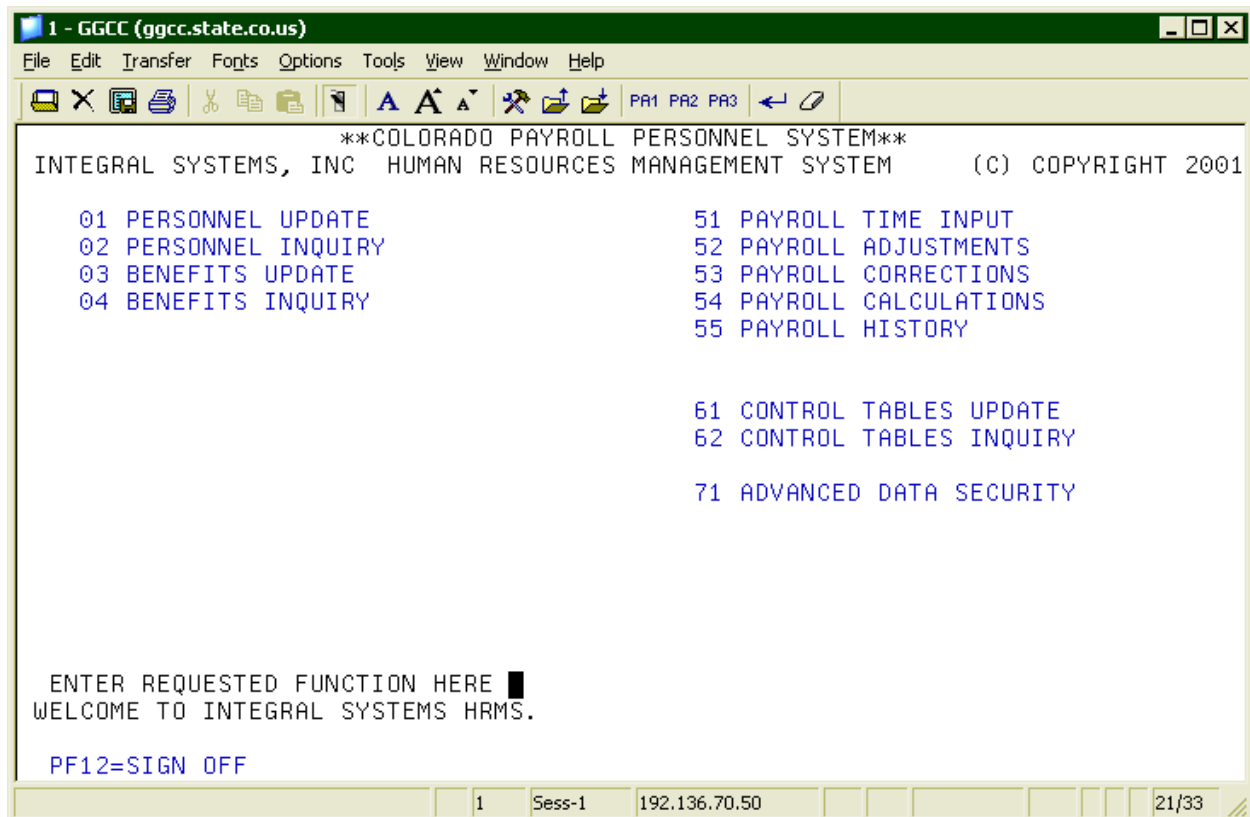 1 - GGCC (ggcc.state.co.us)
File Edit Transfer Fonts Options Tools View Window Help
A A A PA1 PA2 PA3
**COLORADO PAYROLL PERSONNEL SYSTEM**
INTEGRAL SYSTEMS, INC HUMAN RESOURCES MANAGEMENT SYSTEM (C) COPYRIGHT 2001
01 PERSONNEL UPDATE 51 PAYROLL TIME INPUT
02 PERSONNEL INQUIRY 52 PAYROLL ADJUSTMENTS
03 BENEFITS UPDATE 53 PAYROLL CORRECTIONS
04 BENEFITS INQUIRY 54 PAYROLL CALCULATIONS
55 PAYROLL HISTORY
61 CONTROL TABLES UPDATE
62 CONTROL TABLES INQUIRY
71 ADVANCED DATA SECURITY
ENTER REQUESTED FUNCTION HERE
WELCOME TO INTEGRAL SYSTEMS HRMS.
PF12=SIGN OFF
1 Sess-1 192.136.70.50 21/33